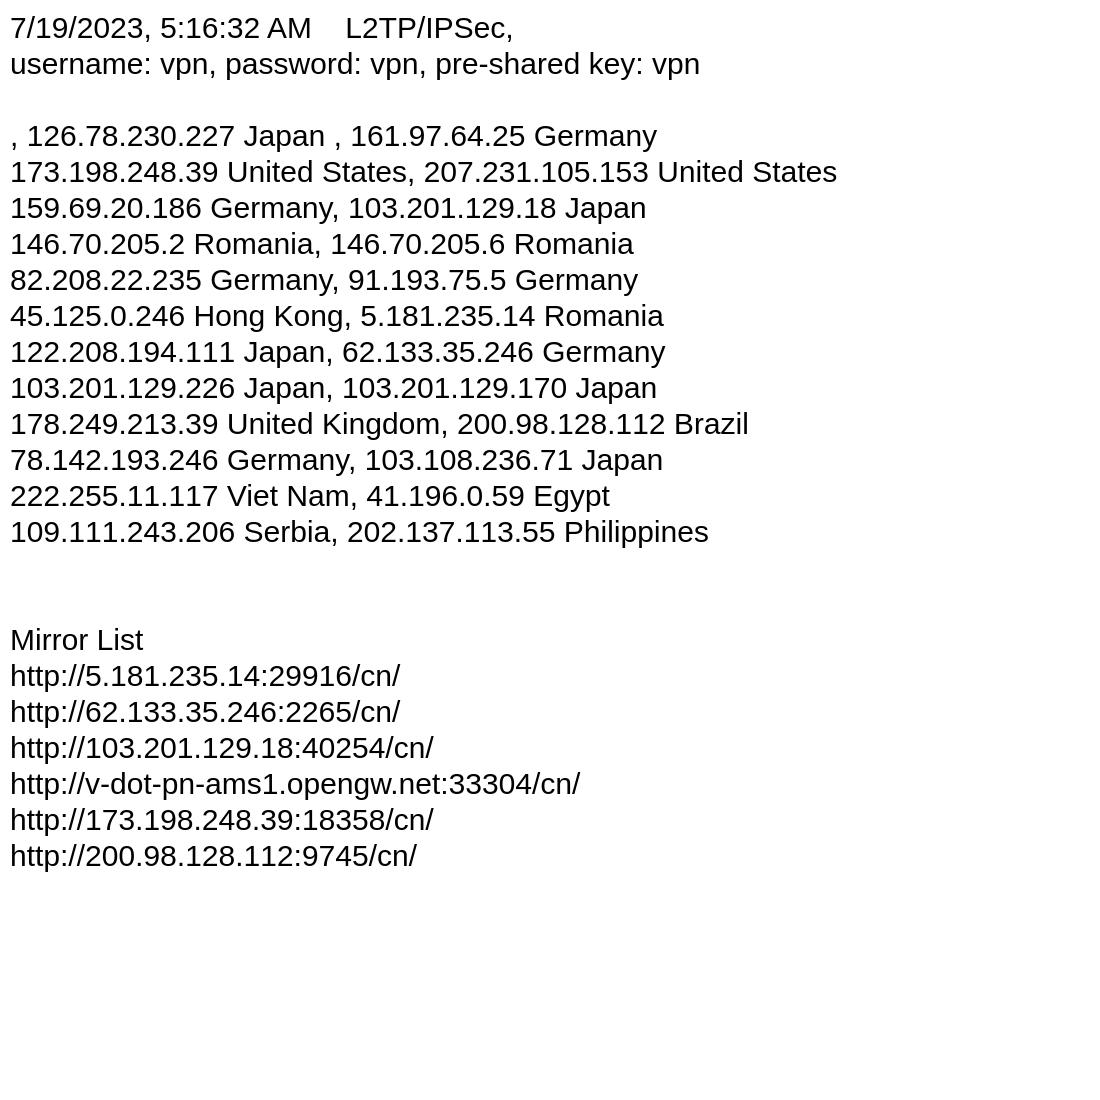 7/19/2023, 5:16:32 AM    L2TP/IPSec,
username: vpn, password: vpn, pre-shared key: vpn
, 126.78.230.227 Japan , 161.97.64.25 Germany
173.198.248.39 United States, 207.231.105.153 United States
159.69.20.186 Germany, 103.201.129.18 Japan
146.70.205.2 Romania, 146.70.205.6 Romania
82.208.22.235 Germany, 91.193.75.5 Germany
45.125.0.246 Hong Kong, 5.181.235.14 Romania
122.208.194.111 Japan, 62.133.35.246 Germany
103.201.129.226 Japan, 103.201.129.170 Japan
178.249.213.39 United Kingdom, 200.98.128.112 Brazil
78.142.193.246 Germany, 103.108.236.71 Japan
222.255.11.117 Viet Nam, 41.196.0.59 Egypt
109.111.243.206 Serbia, 202.137.113.55 Philippines
Mirror List
http://5.181.235.14:29916/cn/
http://62.133.35.246:2265/cn/
http://103.201.129.18:40254/cn/
http://v-dot-pn-ams1.opengw.net:33304/cn/
http://173.198.248.39:18358/cn/
http://200.98.128.112:9745/cn/